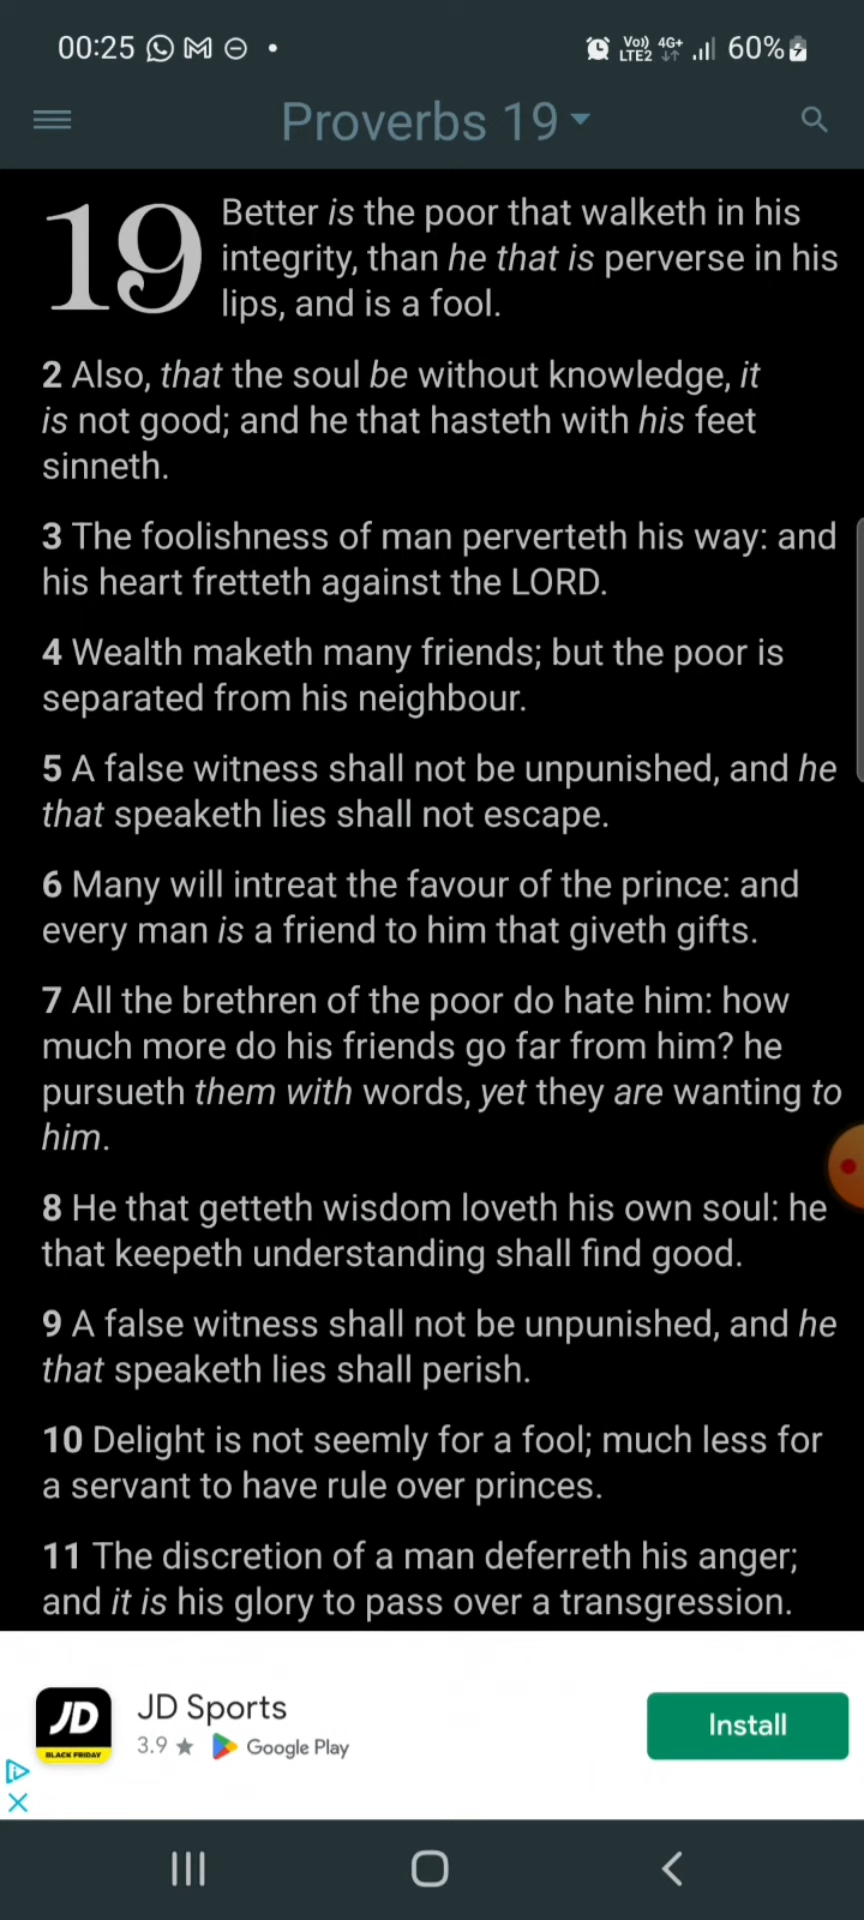 00:25
Vo)) LTE2 4G+ 60%
Proverbs 19
19 Better is the poor that walketh in his
integrity, than he that is perverse in his
lips, and is a fool.
2 Also, that the soul be without knowledge, it
is not good; and he that hasteth with his feet
sinneth.
3 The foolishness of man perverteth his way: and
his heart fretteth against the LORD.
4 Wealth maketh many friends; but the poor is
separated from his neighbour.
5 A false witness shall not be unpunished, and he
that speaketh lies shall not escape.
6 Many will intreat the favour of the prince: and
every man is a friend to him that giveth gifts.
7 All the brethren of the poor do hate him: how
much more do his friends go far from him? he
pursueth them with words, yet they are wanting to
him.
8 He that getteth wisdom loveth his own soul: he
that keepeth understanding shall find good.
9 A false witness shall not be unpunished, and he
that speaketh lies shall perish.
10 Delight is not seemly for a fool; much less for
a servant to have rule over princes.
11 The discretion of a man deferreth his anger;
and it is his glory to pass over a transgression.
JD
BLACK FRIDAY
JD Sports
3.9 ★ Google Play
Install